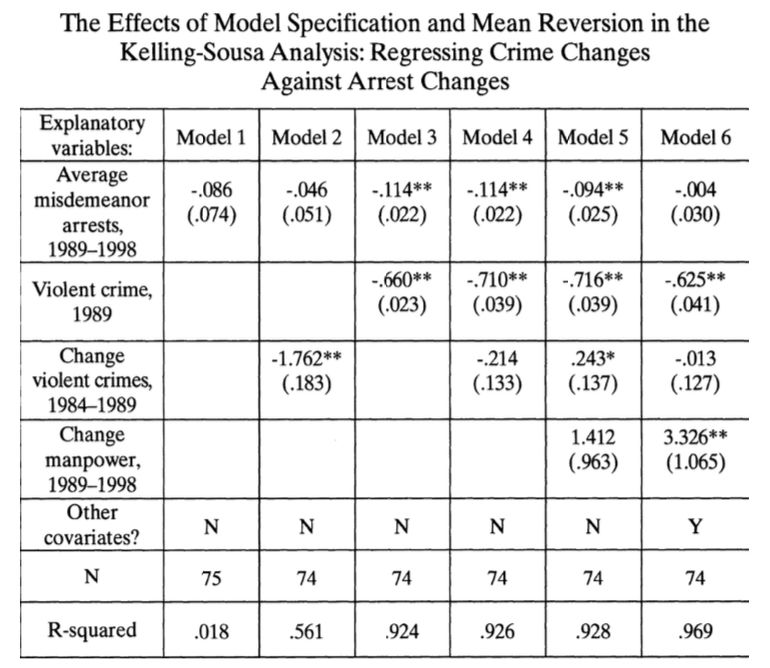 The Effects of Model Specification and Mean Reversion in the
Kelling-Sousa Analysis: Regressing Crime Changes
Against Arrest Changes
Explanatory variables: Model 1 Model 2 Model 3 Model 4 Model 5 Model 6
Average misdemeanor arrests, 1989–1998 -.086 (.074) -.046 (.051) -.114** (.022) -.114** (.022) -.094** (.025) -.004 (.030)
Violent crime, 1989 -.660** (.023) -.710** (.039) -.716** (.039) -.625** (.041)
Change violent crimes, 1984–1989 -1.762** (.183) -.214 (.133) .243* (.137) -.013 (.127)
Change manpower, 1989–1998 1.412 (.963) 3.326** (1.065)
Other covariates? N N N N N Y
N 75 74 74 74 74 74
R-squared .018 .561 .924 .926 .928 .969